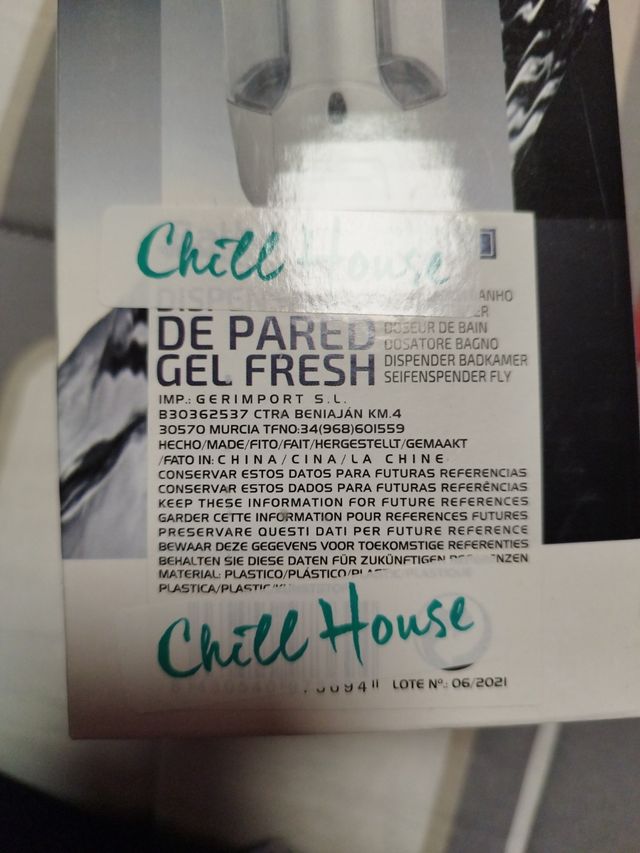 Chill House
DE PARED
GEL FRESH
ANHO
ER
DOSEUR DE BAIN
DOSATORE BAGNO
DISPENDER BADKAMER
SEIFENSPENDER FLY
IMP.: GERIMPORT S.L.
B30362537 CTRA BENIAJÁN KM.4
30570 MURCIA TFNO:34(968)601559
HECHO/MADE/FITO/FAIT/HERGESTELLT/GEMAAKT
/FATO IN: CHINA/CINA/LA CHINE
CONSERVAR ESTOS DATOS PARA FUTURAS REFERENCIAS
CONSERVAR ESTOS DADOS PARA FUTURAS REFERÊNCIAS
KEEP THESE INFORMATION FOR FUTURE REFERENCES
GARDER CETTE INFORMATION POUR REFERENCES FUTURES
PRESERVARE QUESTI DATI PER FUTURE REFERENCE
BEWAAR DEZE GEGEVENS VOOR TOEKOMSTIGE REFERENTIES
BEHALTEN SIE DIESE DATEN FÜR ZUKÜNFTIGEN
MATERIAL: PLASTICO/PLÁSTICO/
PLASTICA/PLASTIC/
Chill House
LOTE Nº.: 06/2021